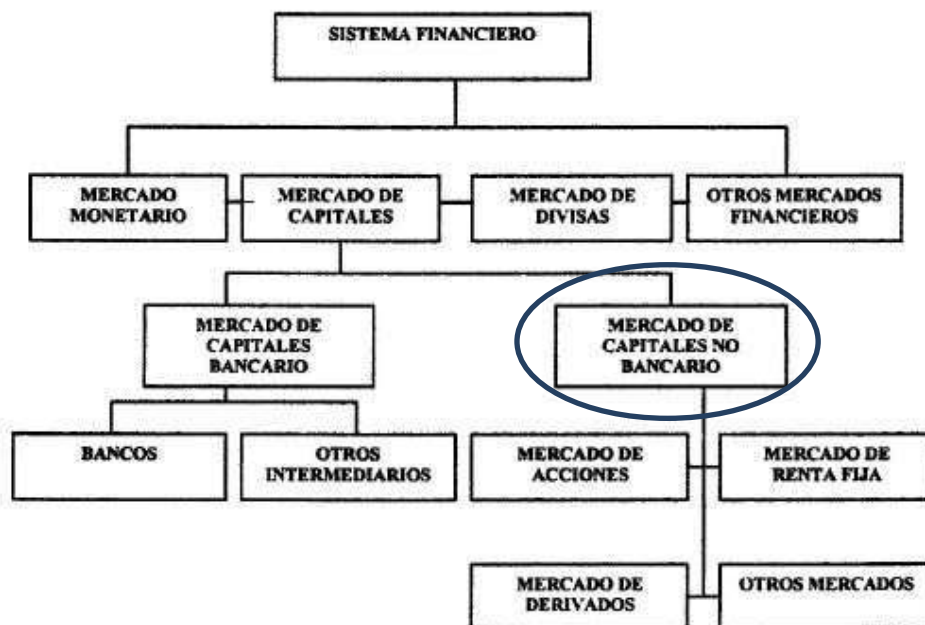 SISTEMA FINANCIERO
MERCADO
MONETARIO
MERCADO DE
CAPITALES
MERCADO DE
DIVISAS
OTROS MERCADOS
FINANCIEROS
MERCADO DE
CAPITALES
BANCARIO
MERCADO DE
CAPITALES NO
BANCARIO
BANCOS
OTROS
INTERMEDIARIOS
MERCADO DE
ACCIONES
MERCADO DE
RENTA FIJA
MERCADO DE
DERIVADOS
OTROS MERCADOS